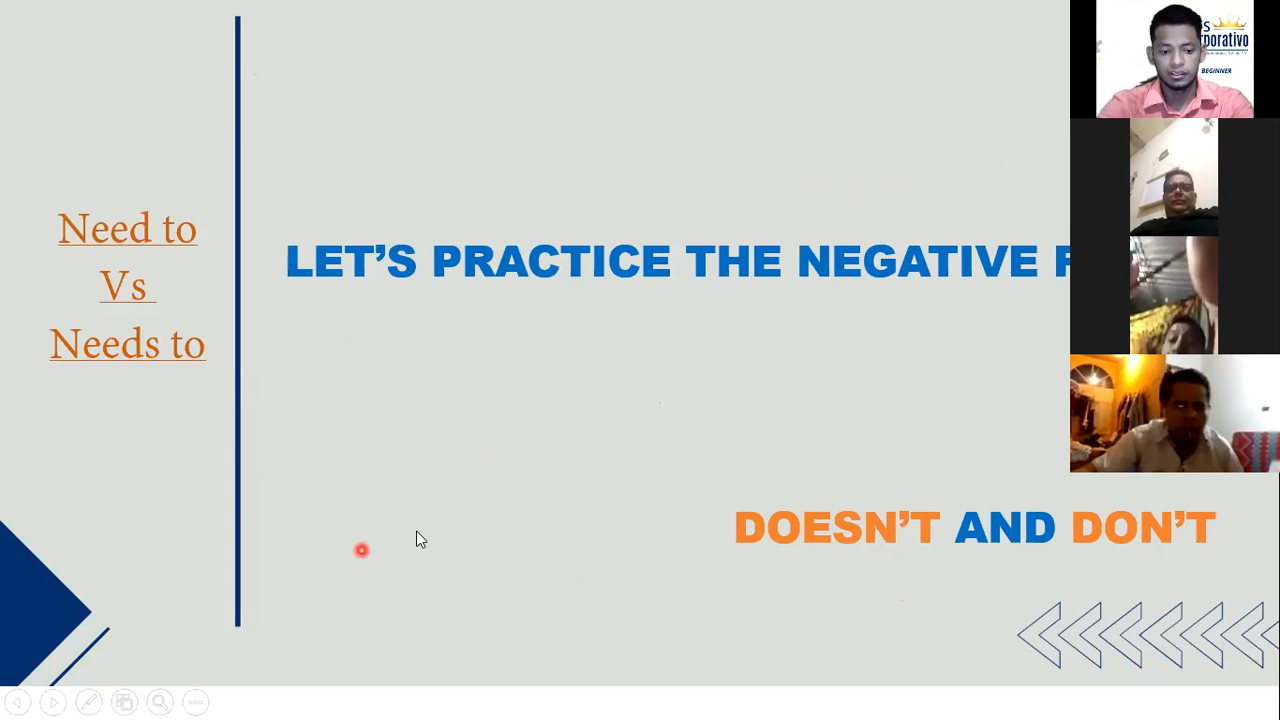 Need to
Vs
Needs to
LET’S PRACTICE THE NEGATIVE
DOESN’T AND DON’T
BEGINNER